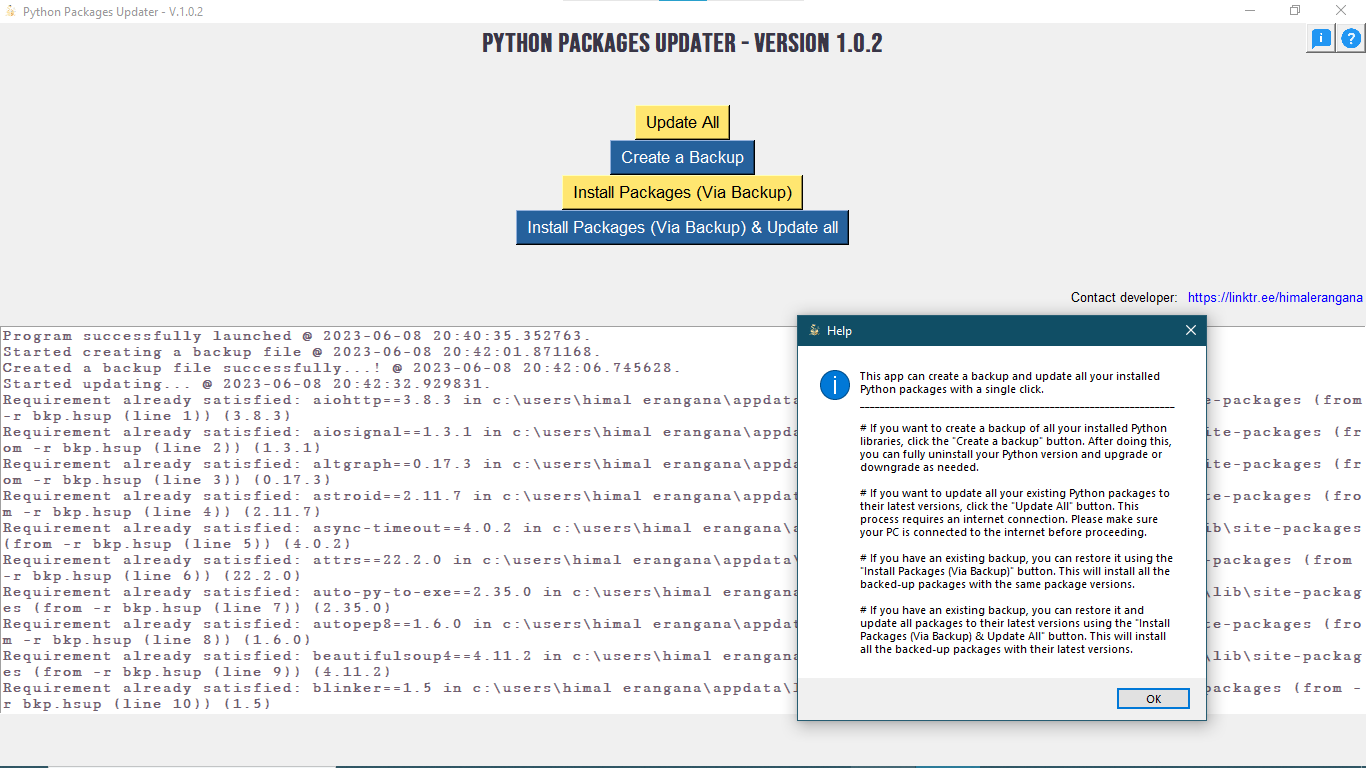 Python Packages Updater - V.1.0.2
PYTHON PACKAGES UPDATER - VERSION 1.0.2
Update All
Create a Backup
Install Packages (Via Backup)
Install Packages (Via Backup) & Update all
Contact developer: https://linktr.ee/himalerangana
Program successfully launched @ 2023-06-08 20:40:35.352763.
Started creating a backup file @ 2023-06-08 20:42:01.871168.
Created a backup file successfully...! @ 2023-06-08 20:42:06.745628.
Started updating... @ 2023-06-08 20:42:32.929831.
Requirement already satisfied: aiohttp==3.8.3 in c:\users\himal erangana\appdata e-packages (from
-r bkp.hsup (line 1)) (3.8.3)
Requirement already satisfied: aiosignal==1.3.1 in c:\users\himal erangana\appda ite-packages (fr
om -r bkp.hsup (line 2)) (1.3.1)
Requirement already satisfied: altgraph==0.17.3 in c:\users\himal erangana\appda ite-packages (fr
om -r bkp.hsup (line 3)) (0.17.3)
Requirement already satisfied: astroid==2.11.7 in c:\users\himal erangana\appdat te-packages (fro
m -r bkp.hsup (line 4)) (2.11.7)
Requirement already satisfied: async-timeout==4.0.2 in c:\users\himal erangana\a ib\site-packages
(from -r bkp.hsup (line 5)) (4.0.2)
Requirement already satisfied: attrs==22.2.0 in c:\users\himal erangana\appdata\ -packages (from
-r bkp.hsup (line 6)) (22.2.0)
Requirement already satisfied: auto-py-to-exe==2.35.0 in c:\users\himal erangana \lib\site-packag
es (from -r bkp.hsup (line 7)) (2.35.0)
Requirement already satisfied: autopep8==1.6.0 in c:\users\himal erangana\appdat te-packages (fro
m -r bkp.hsup (line 8)) (1.6.0)
Requirement already satisfied: beautifulsoup4==4.11.2 in c:\users\himal erangana \lib\site-packag
es (from -r bkp.hsup (line 9)) (4.11.2)
Requirement already satisfied: blinker==1.5 in c:\users\himal erangana\appdata\l packages (from -
r bkp.hsup (line 10)) (1.5)
Help
This app can create a backup and update all your installed
Python packages with a single click.
# If you want to create a backup of all your installed Python
libraries, click the "Create a backup" button. After doing this,
you can fully uninstall your Python version and upgrade or
downgrade as needed.
# If you want to update all your existing Python packages to
their latest versions, click the "Update All" button. This
process requires an internet connection. Please make sure
your PC is connected to the internet before proceeding.
# If you have an existing backup, you can restore it using the
"Install Packages (Via Backup)" button. This will install all the
backed-up packages with the same package versions.
# If you have an existing backup, you can restore it and
update all packages to their latest versions using the "Install
Packages (Via Backup) & Update All" button. This will install
all the backed-up packages with their latest versions.
OK